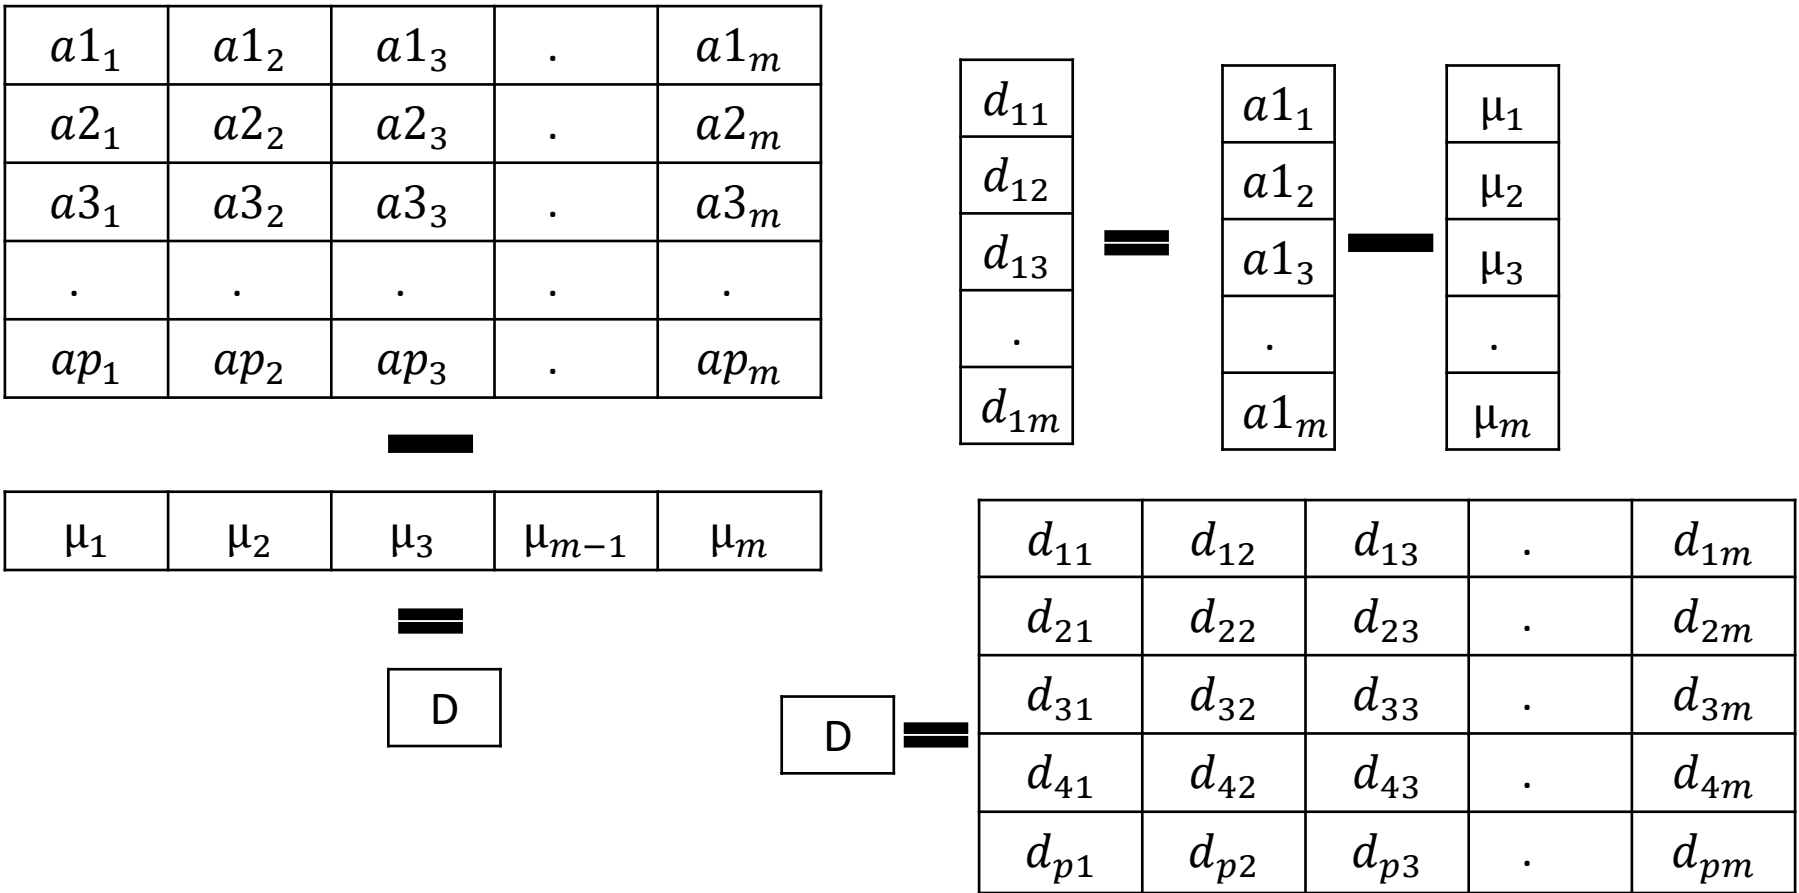 𝑎1₁ 𝑎1₂ 𝑎1₃ . 𝑎1ₘ
𝑎2₁ 𝑎2₂ 𝑎2₃ . 𝑎2ₘ
𝑎3₁ 𝑎3₂ 𝑎3₃ . 𝑎3ₘ
. . . . .
𝑎𝑝₁ 𝑎𝑝₂ 𝑎𝑝₃ . 𝑎𝑝ₘ
−
μ₁ μ₂ μ₃ μₘ₋₁ μₘ
=
D
𝑑₁₁ 𝑎1₁ μ₁
𝑑₁₂ 𝑎1₂ μ₂
𝑑₁₃ = 𝑎1₃ − μ₃
. . .
𝑑₁ₘ 𝑎1ₘ μₘ
D =
𝑑₁₁ 𝑑₁₂ 𝑑₁₃ . 𝑑₁ₘ
𝑑₂₁ 𝑑₂₂ 𝑑₂₃ . 𝑑₂ₘ
𝑑₃₁ 𝑑₃₂ 𝑑₃₃ . 𝑑₃ₘ
𝑑₄₁ 𝑑₄₂ 𝑑₄₃ . 𝑑₄ₘ
𝑑ₚ₁ 𝑑ₚ₂ 𝑑ₚ₃ . 𝑑ₚₘ